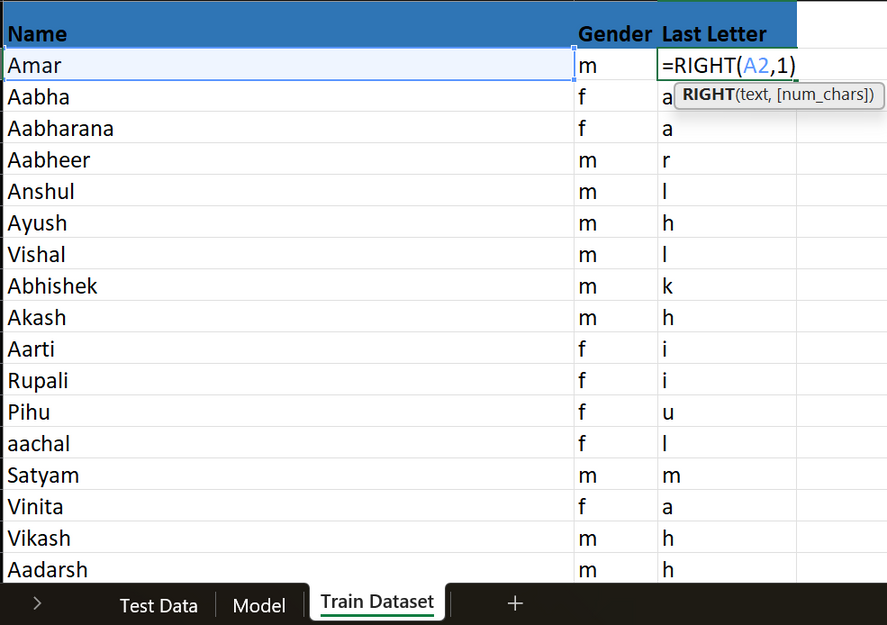 Name Gender Last Letter
Amar m =RIGHT(A2,1)
Aabha f a RIGHT(text, [num_chars])
Aabharana f a
Aabheer m r
Anshul m l
Ayush m h
Vishal m l
Abhishek m k
Akash m h
Aarti f i
Rupali f i
Pihu f u
aachal f l
Satyam m m
Vinita f a
Vikash m h
Aadarsh m h
> Test Data Model Train Dataset +